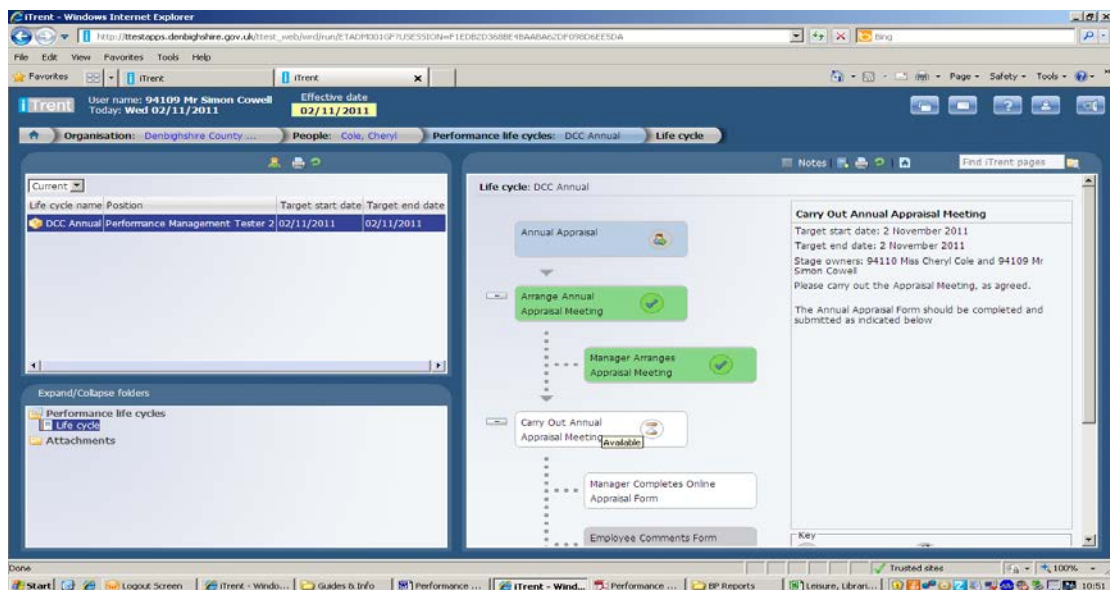 iTrent - Windows Internet Explorer
http://ttestapps.denbighshire.gov.uk/ttest_web/wrd/run/ETADM001GF?USESSION=F1EDB2D368BE4BAABA62DF098D6EE5DA
Bing
File Edit View Favorites Tools Help
Favorites iTrent iTrent
Page Safety Tools
iTrent
User name: 94109 Mr Simon Cowell
Today: Wed 02/11/2011
Effective date
02/11/2011
Organisation: Denbighshire County ... People: Cole, Cheryl Performance life cycles: DCC Annual Life cycle
Notes Find iTrent pages
Current
Life cycle name Position Target start date Target end date
DCC Annual Performance Management Tester 2 02/11/2011 02/11/2011
Expand/Collapse folders
Performance life cycles
Life cycle
Attachments
Life cycle: DCC Annual
Annual Appraisal
Arrange Annual
Appraisal Meeting
Manager Arranges
Appraisal Meeting
Carry Out Annual
Appraisal Meeting
Available
Manager Completes Online
Appraisal Form
Employee Comments Form
Carry Out Annual Appraisal Meeting
Target start date: 2 November 2011
Target end date: 2 November 2011
Stage owners: 94110 Miss Cheryl Cole and 94109 Mr
Simon Cowell
Please carry out the Appraisal Meeting, as agreed.
The Annual Appraisal Form should be completed and
submitted as indicated below
Key
Done
Trusted sites 100%
Start Logout Screen iTrent - Windo... Guides & Info Performance ... iTrent - Wind... Performance ... BP Reports Leisure, Librari... 10:51